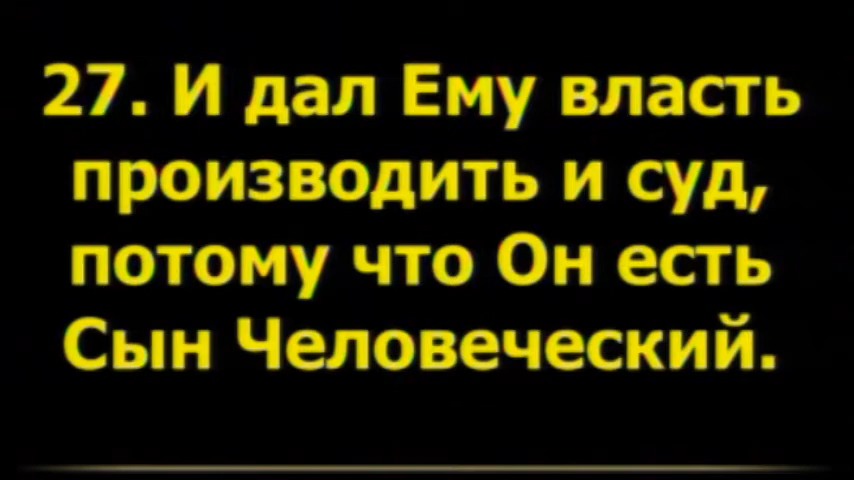 27. И дал Ему власть
производить и суд,
потому что Он есть
Сын Человеческий.